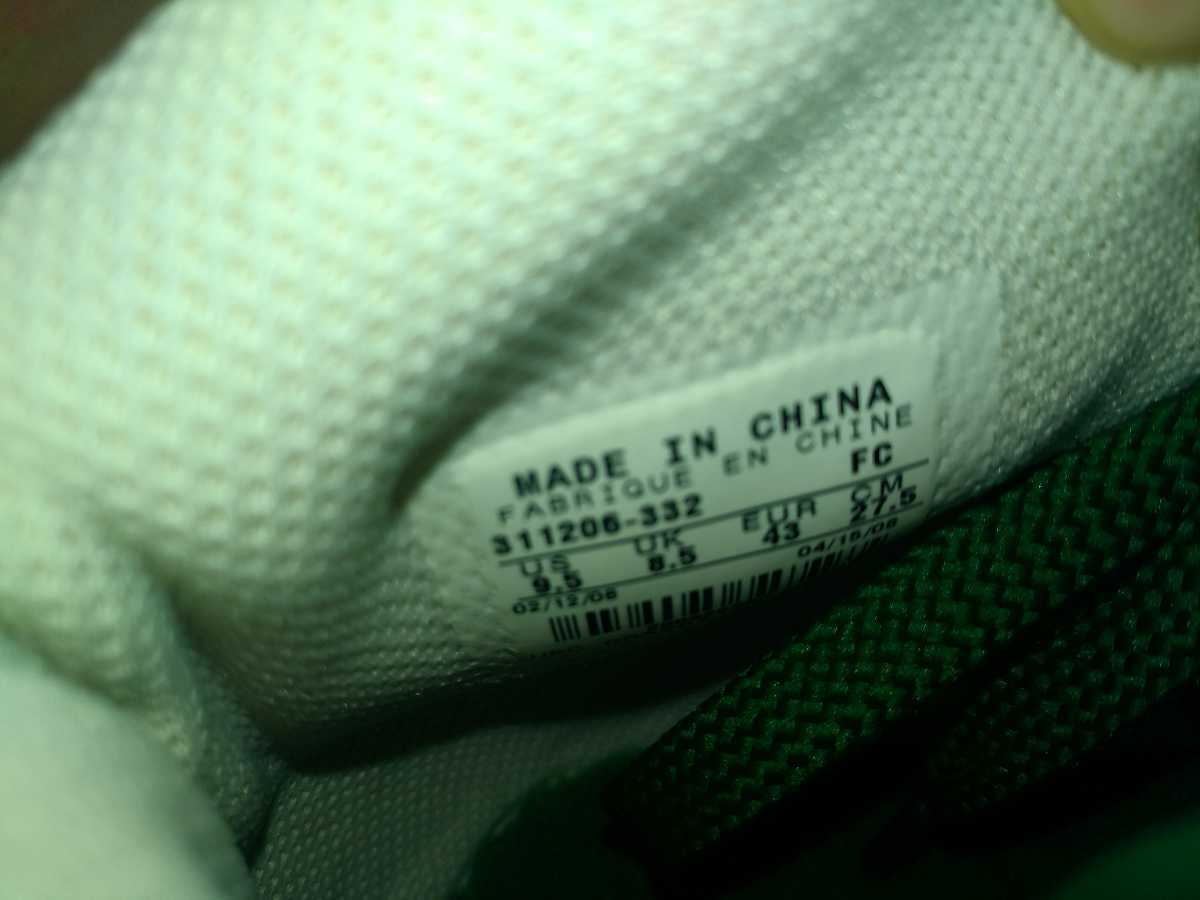 MADE IN CHINA
FABRIQUE EN CHINE
311206-332 FC
US UK EUR CM
9.5 8.5 43 27.5
02/12/08 04/15/08